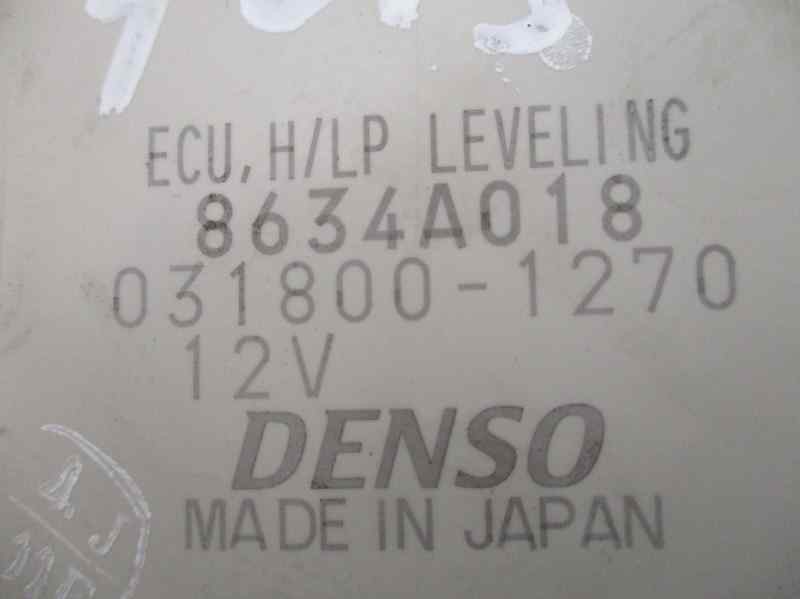 ECU, H/LP LEVELING
8634A018
031800-1270
12V
DENSO
MADE IN JAPAN
A.J